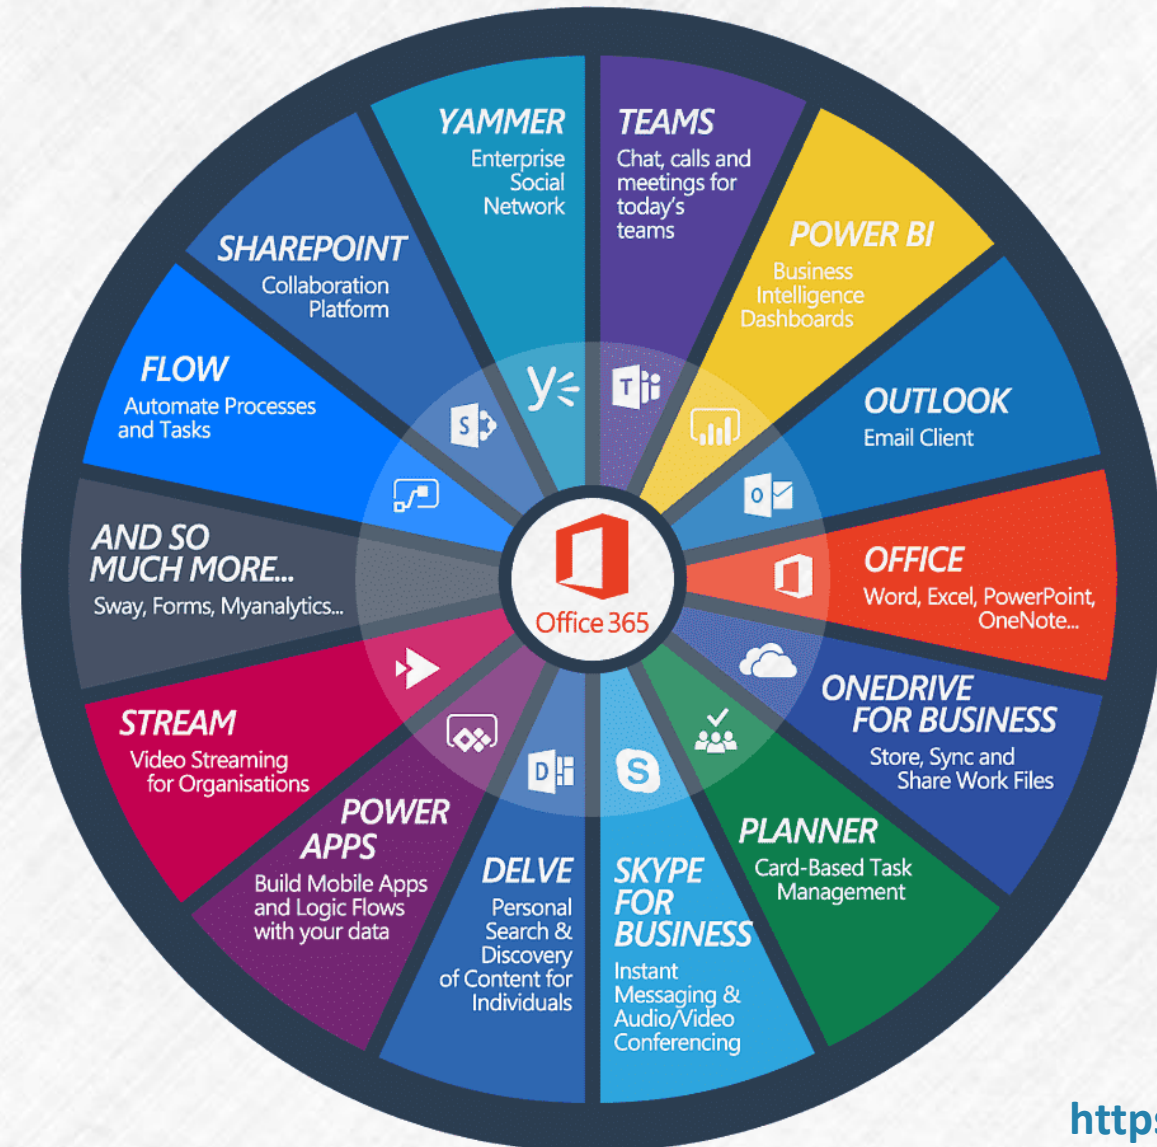 YAMMER
Enterprise
Social
Network
TEAMS
Chat, calls and
meetings for
today's
teams
POWER BI
Business
Intelligence
Dashboards
OUTLOOK
Email Client
OFFICE
Word, Excel, PowerPoint,
OneNote...
ONEDRIVE
FOR BUSINESS
Store, Sync and
Share Work Files
PLANNER
Card-Based Task
Management
SKYPE
FOR
BUSINESS
Instant
Messaging &
Audio/Video
Conferencing
DELVE
Personal
Search &
Discovery
of Content for
Individuals
POWER
APPS
Build Mobile Apps
and Logic Flows
with your data
STREAM
Video Streaming
for Organisations
AND SO
MUCH MORE...
Sway, Forms, Myanalytics...
FLOW
Automate Processes
and Tasks
SHAREPOINT
Collaboration
Platform
Office 365
S
T
O
D
S
https